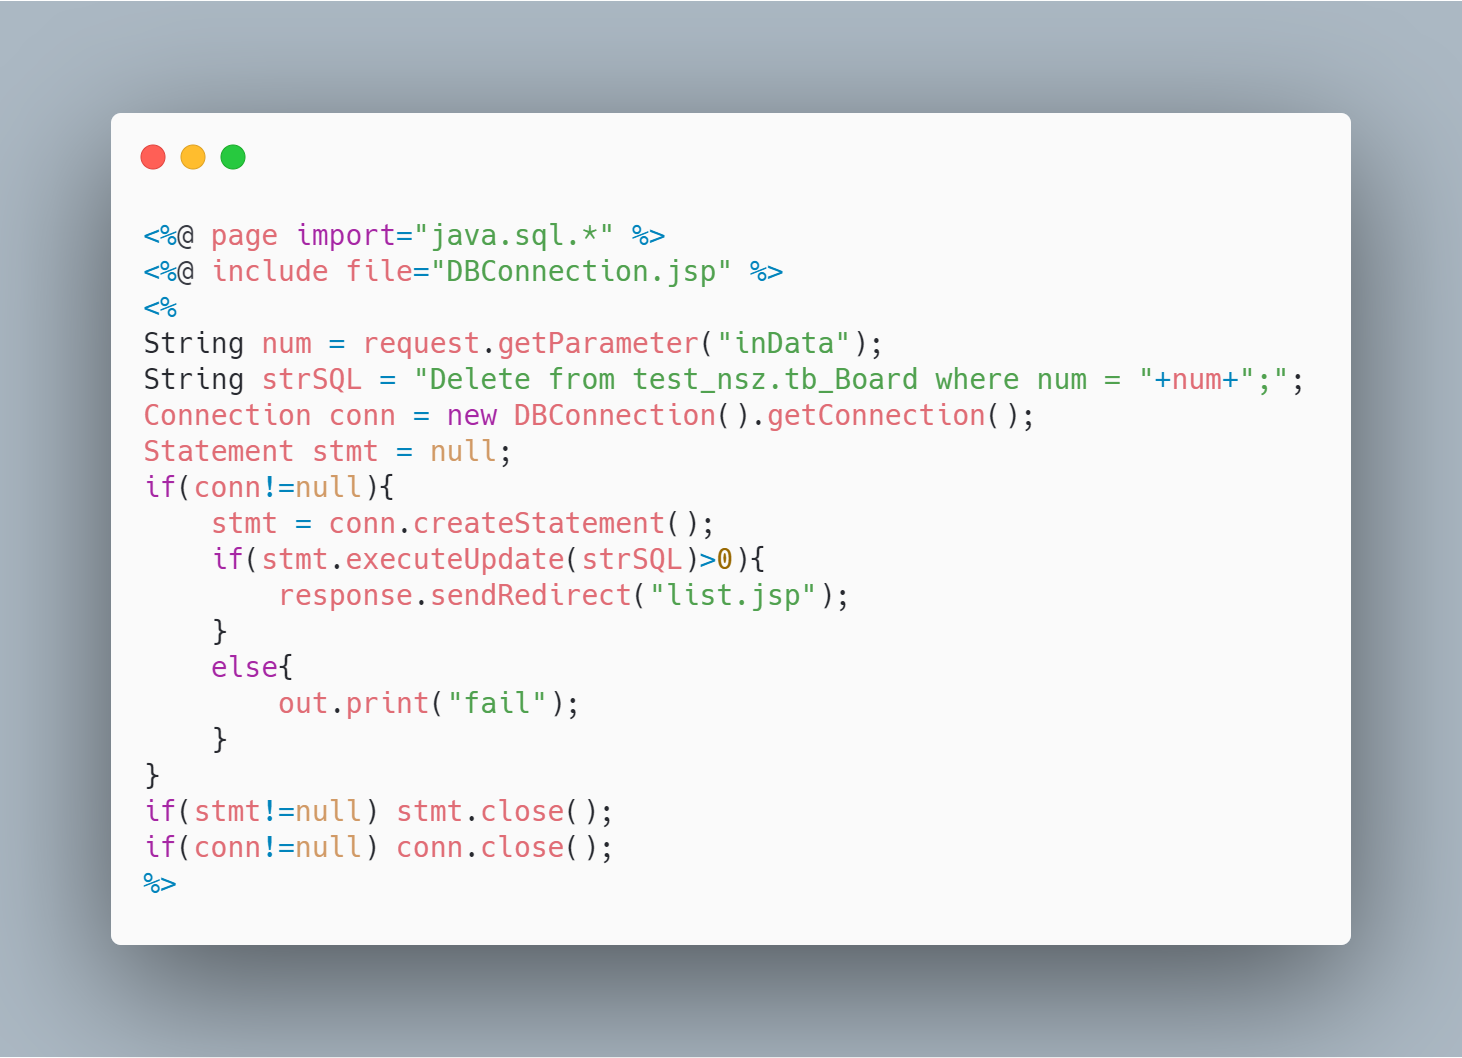 <%@ page import="java.sql.*" %>
<%@ include file="DBConnection.jsp" %>
<%
String num = request.getParameter("inData");
String strSQL = "Delete from test_nsz.tb_Board where num = "+num+";";
Connection conn = new DBConnection().getConnection();
Statement stmt = null;
if(conn!=null){
    stmt = conn.createStatement();
    if(stmt.executeUpdate(strSQL)>0){
        response.sendRedirect("list.jsp");
    }
    else{
        out.print("fail");
    }
}
if(stmt!=null) stmt.close();
if(conn!=null) conn.close();
%>